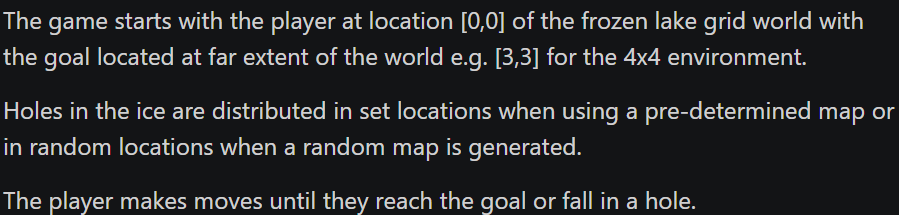 The game starts with the player at location [0,0] of the frozen lake grid world with
the goal located at far extent of the world e.g. [3,3] for the 4x4 environment.
Holes in the ice are distributed in set locations when using a pre-determined map or
in random locations when a random map is generated.
The player makes moves until they reach the goal or fall in a hole.